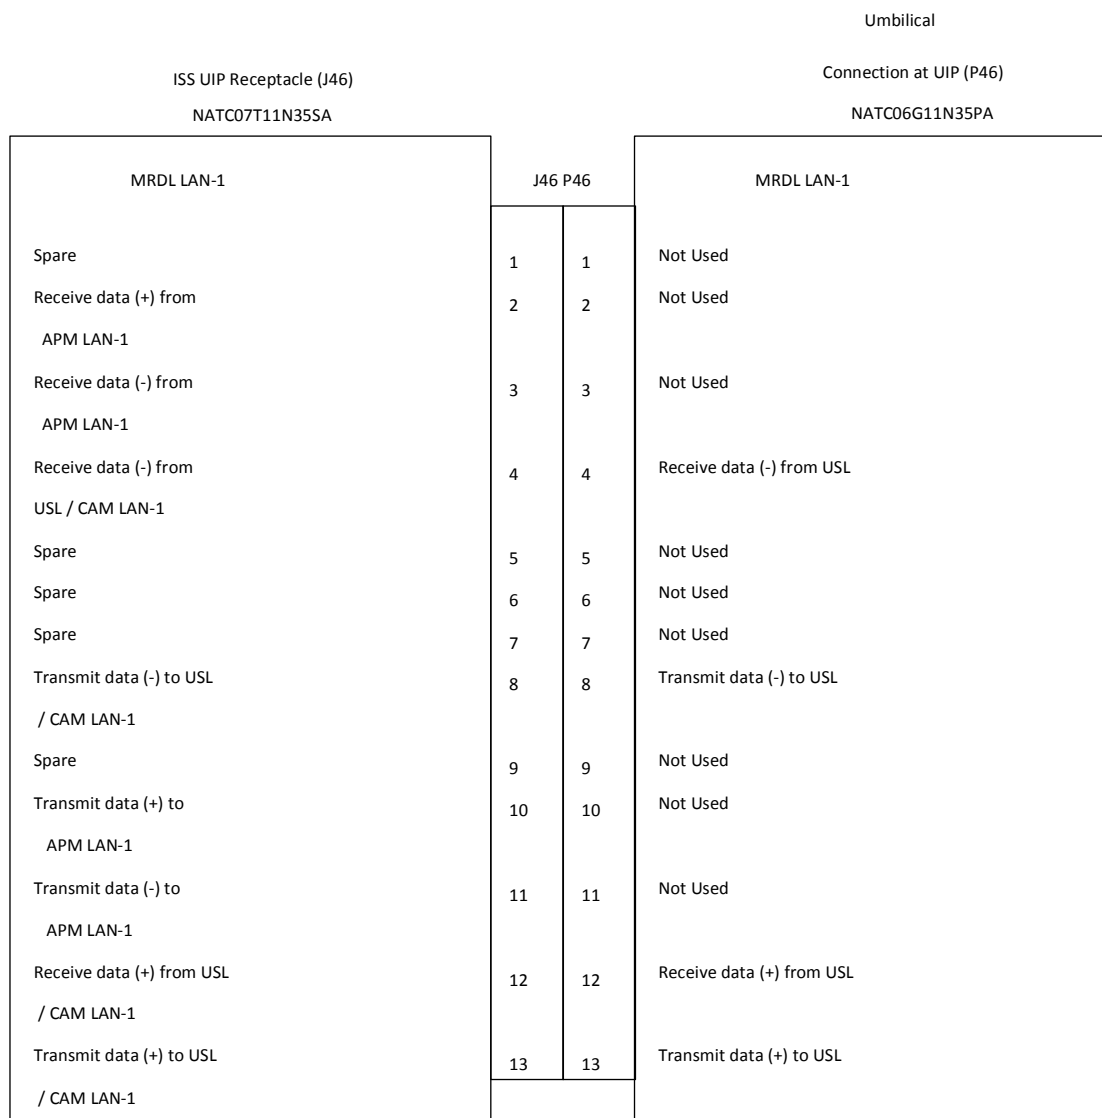 Umbilical
ISS UIP Receptacle (J46)
Connection at UIP (P46)
NATC07T11N35SA
NATC06G11N35PA
MRDL LAN-1 J46 P46 MRDL LAN-1
Spare 1 1 Not Used
Receive data (+) from 2 2 Not Used
APM LAN-1
Receive data (-) from 3 3 Not Used
APM LAN-1
Receive data (-) from 4 4 Receive data (-) from USL
USL / CAM LAN-1
Spare 5 5 Not Used
Spare 6 6 Not Used
Spare 7 7 Not Used
Transmit data (-) to USL 8 8 Transmit data (-) to USL
/ CAM LAN-1
Spare 9 9 Not Used
Transmit data (+) to 10 10 Not Used
APM LAN-1
Transmit data (-) to 11 11 Not Used
APM LAN-1
Receive data (+) from USL 12 12 Receive data (+) from USL
/ CAM LAN-1
Transmit data (+) to USL 13 13 Transmit data (+) to USL
/ CAM LAN-1